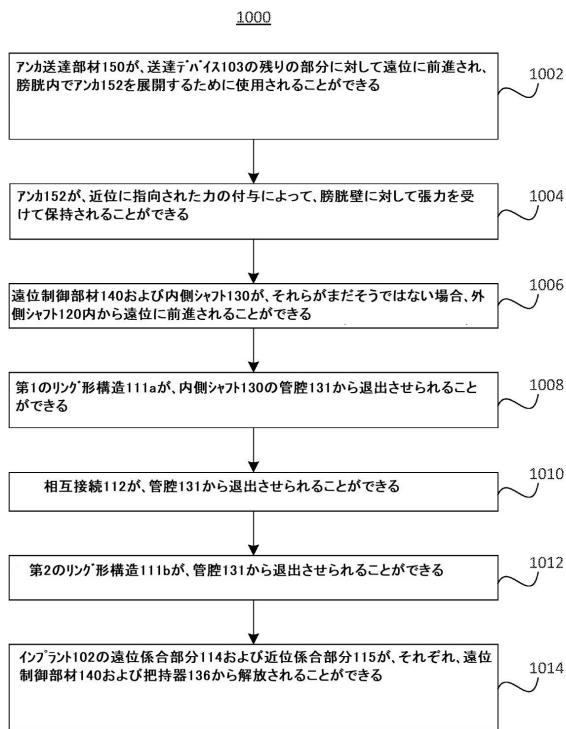 1000
アンカ送達部材150が、送達デバイス103の残りの部分に対して遠位に前進され、
膀胱内でアンカ152を展開するために使用されることができる
1002
アンカ152が、近位に指向された力の付与によって、膀胱壁に対して張力を受
けて保持されることができる
1004
遠位制御部材140および内側シャフト130が、それらがまだそうではない場合、外
側シャフト120内から遠位に前進されることができる
1006
第1のリング形構造111aが、内側シャフト130の管腔131から退出させられること
ができる
1008
相互接続112が、管腔131から退出させられることができる
1010
第2のリング形構造111bが、管腔131から退出させられることができる
1012
インプラント102の遠位係合部分114および近位係合部分115が、それぞれ、遠位
制御部材140および把持器136から解放されることができる
1014